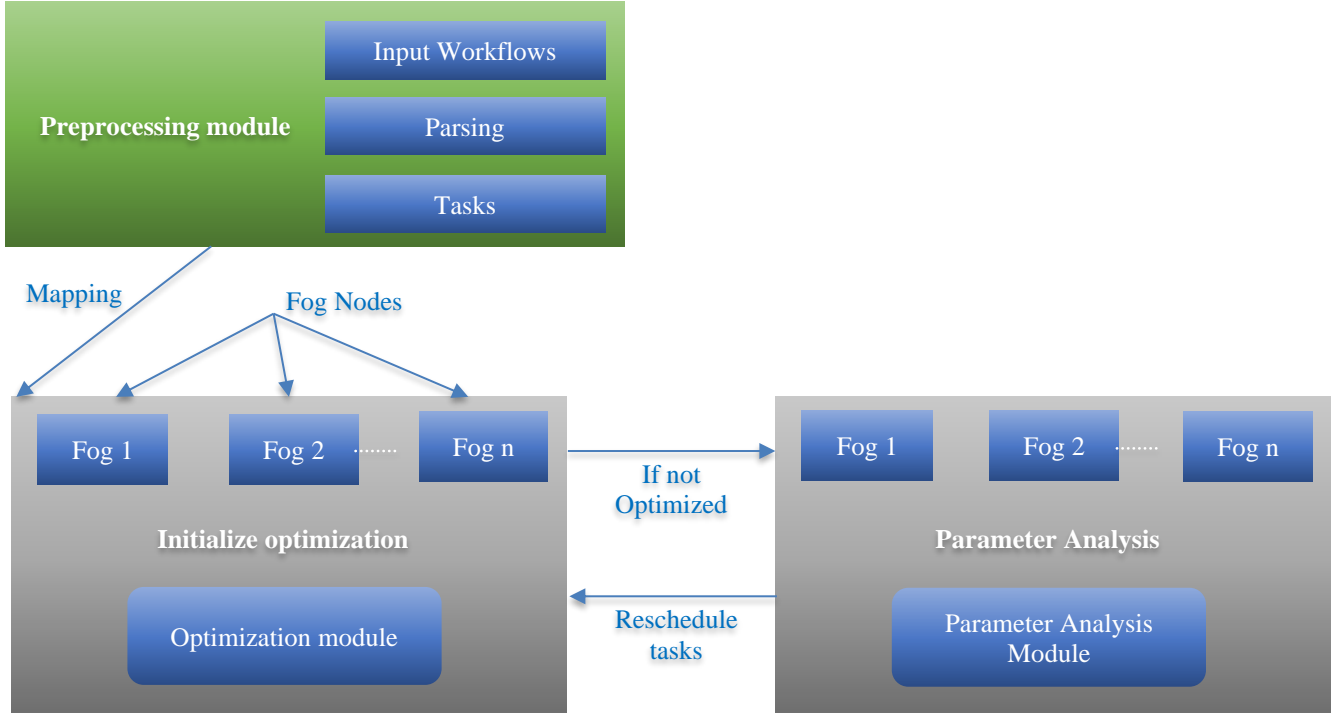 Input Workflows
Preprocessing module
Parsing
Tasks
Mapping
Fog Nodes
Fog 1
Fog 2
........
Fog n
Initialize optimization
Optimization module
If not
Optimized
Reschedule
tasks
Fog 1
Fog 2
........
Fog n
Parameter Analysis
Parameter Analysis
Module